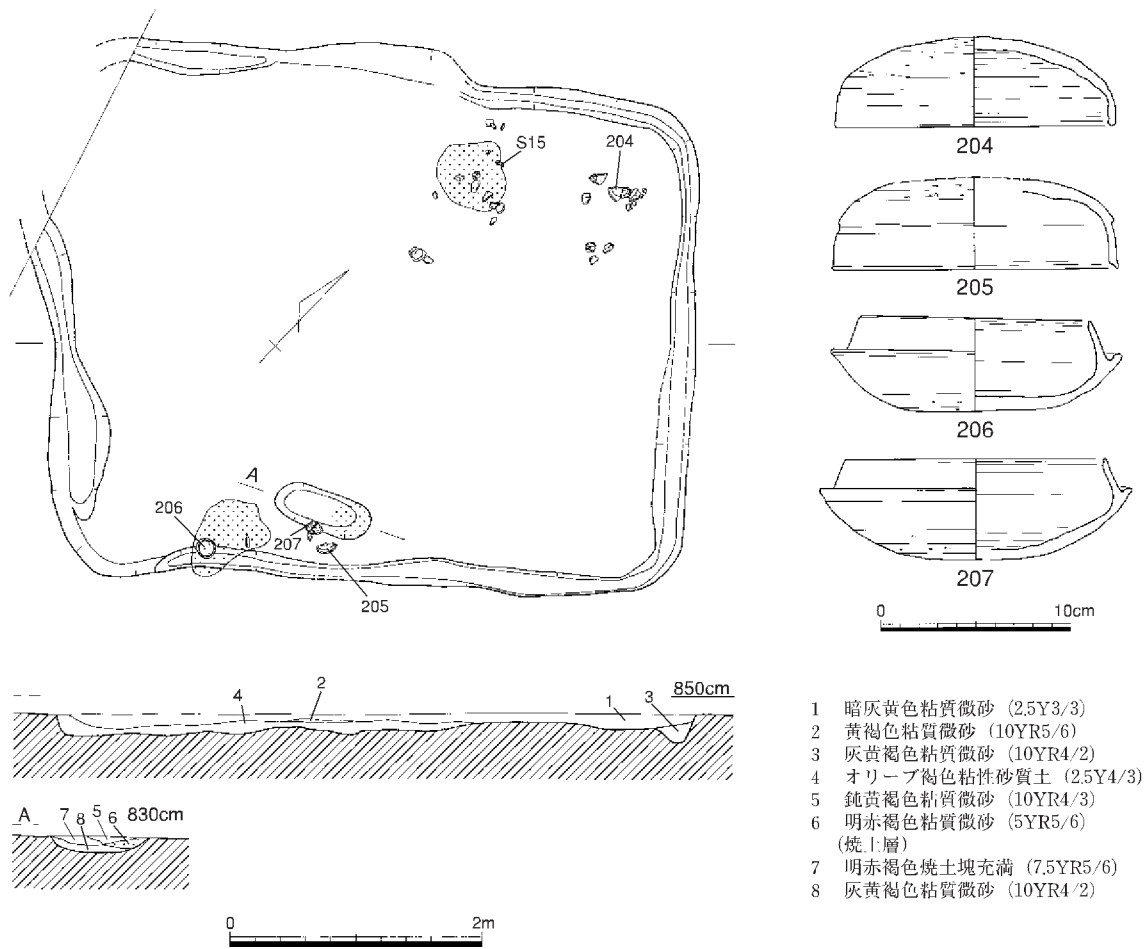 S15
204
A
206
207
205
204
205
206
207
0 10cm
4 2 1 3 850cm
A 7 8 5 6 830cm
0 2m
1 暗灰黄色粘質微砂 (2.5Y3/3)
2 黄褐色粘質微砂 (10YR5/6)
3 灰黄褐色粘質微砂 (10YR4/2)
4 オリーブ褐色粘性砂質土 (2.5Y4/3)
5 鈍黄褐色粘質微砂 (10YR4/3)
6 明赤褐色粘質微砂 (5YR5/6)
(焼土層)
7 明赤褐色焼土塊充満 (7.5YR5/6)
8 灰黄褐色粘質微砂 (10YR4/2)